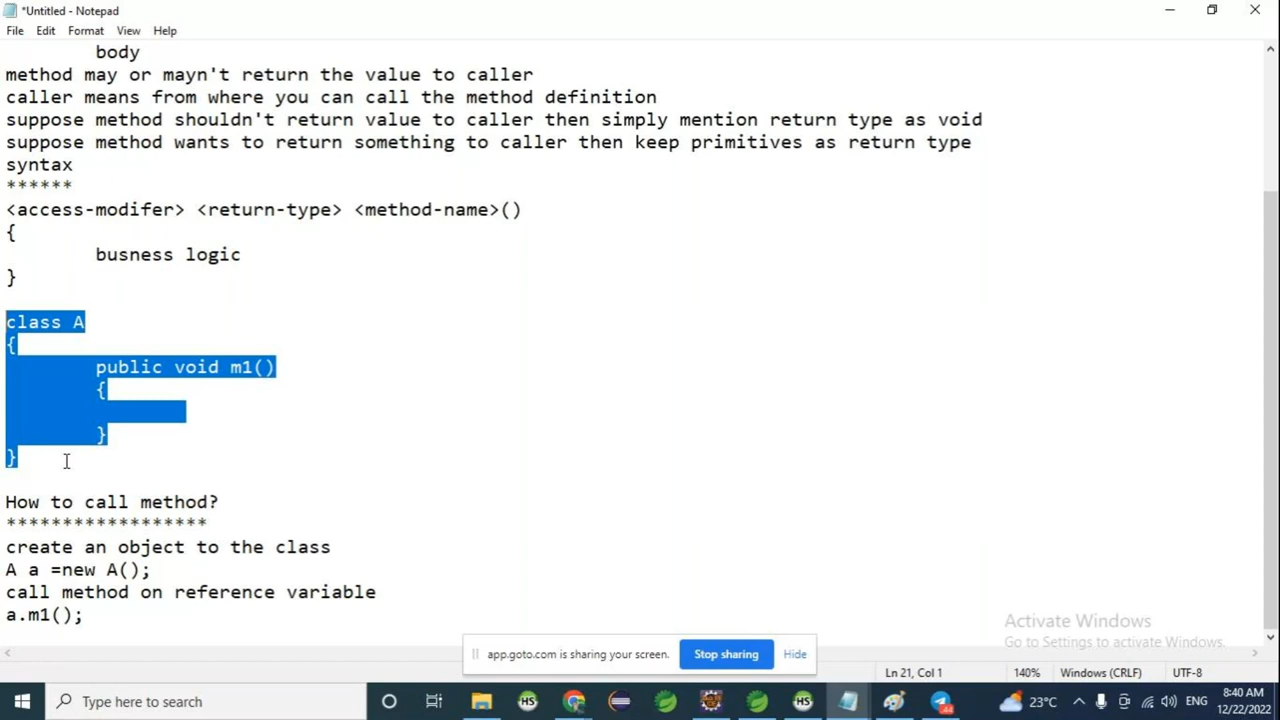 *Untitled - Notepad
File Edit Format View Help
body
method may or mayn't return the value to caller
caller means from where you can call the method definition
suppose method shouldn't return value to caller then simply mention return type as void
suppose method wants to return something to caller then keep primitives as return type
syntax
******
<access-modifer> <return-type> <method-name>()
{
busness logic
}
class A
{
public void m1()
{
}
}
How to call method?
******************
create an object to the class
A a =new A();
call method on reference variable
a.m1();
Activate Windows
Go to Settings to activate Windows.
app.goto.com is sharing your screen. Stop sharing Hide
Ln 21, Col 1 140% Windows (CRLF) UTF-8
Type here to search
HS
HS
44
23°C
ENG
8:40 AM
12/22/2022